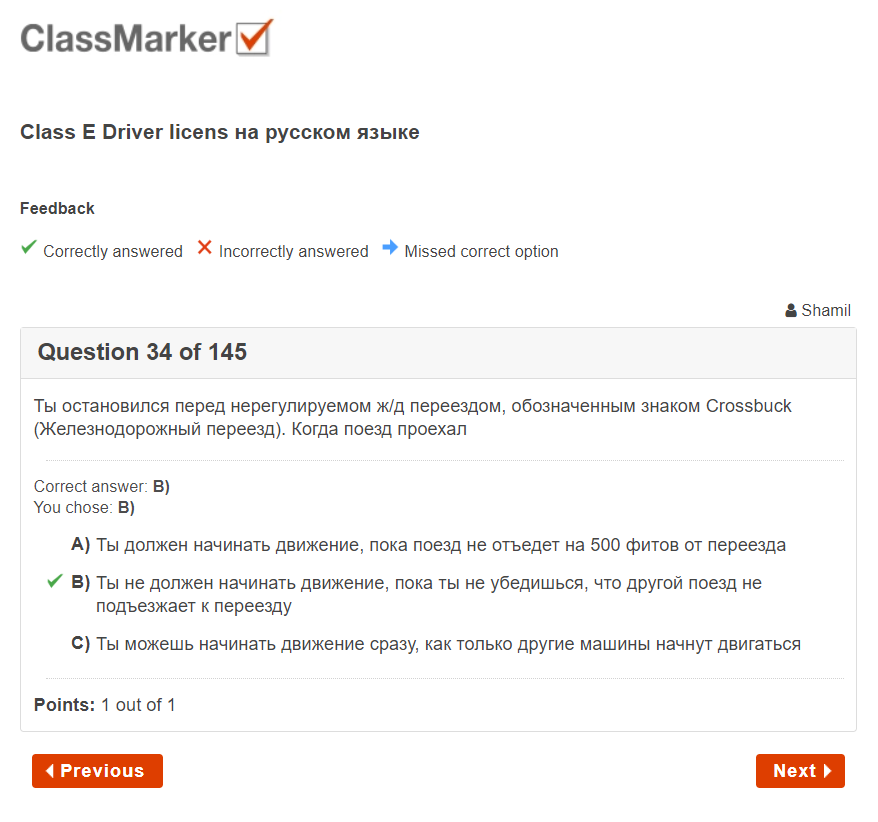 ClassMarker
Class E Driver licens на русском языке
Feedback
Correctly answered Incorrectly answered Missed correct option
Shamil
Question 34 of 145
Ты остановился перед нерегулируемом ж/д переездом, обозначенным знаком Crossbuck
(Железнодорожный переезд). Когда поезд проехал
Correct answer: B)
You chose: B)
A) Ты должен начинать движение, пока поезд не отъедет на 500 фитов от переезда
B) Ты не должен начинать движение, пока ты не убедишься, что другой поезд не
подъезжает к переезду
C) Ты можешь начинать движение сразу, как только другие машины начнут двигаться
Points: 1 out of 1
Previous
Next